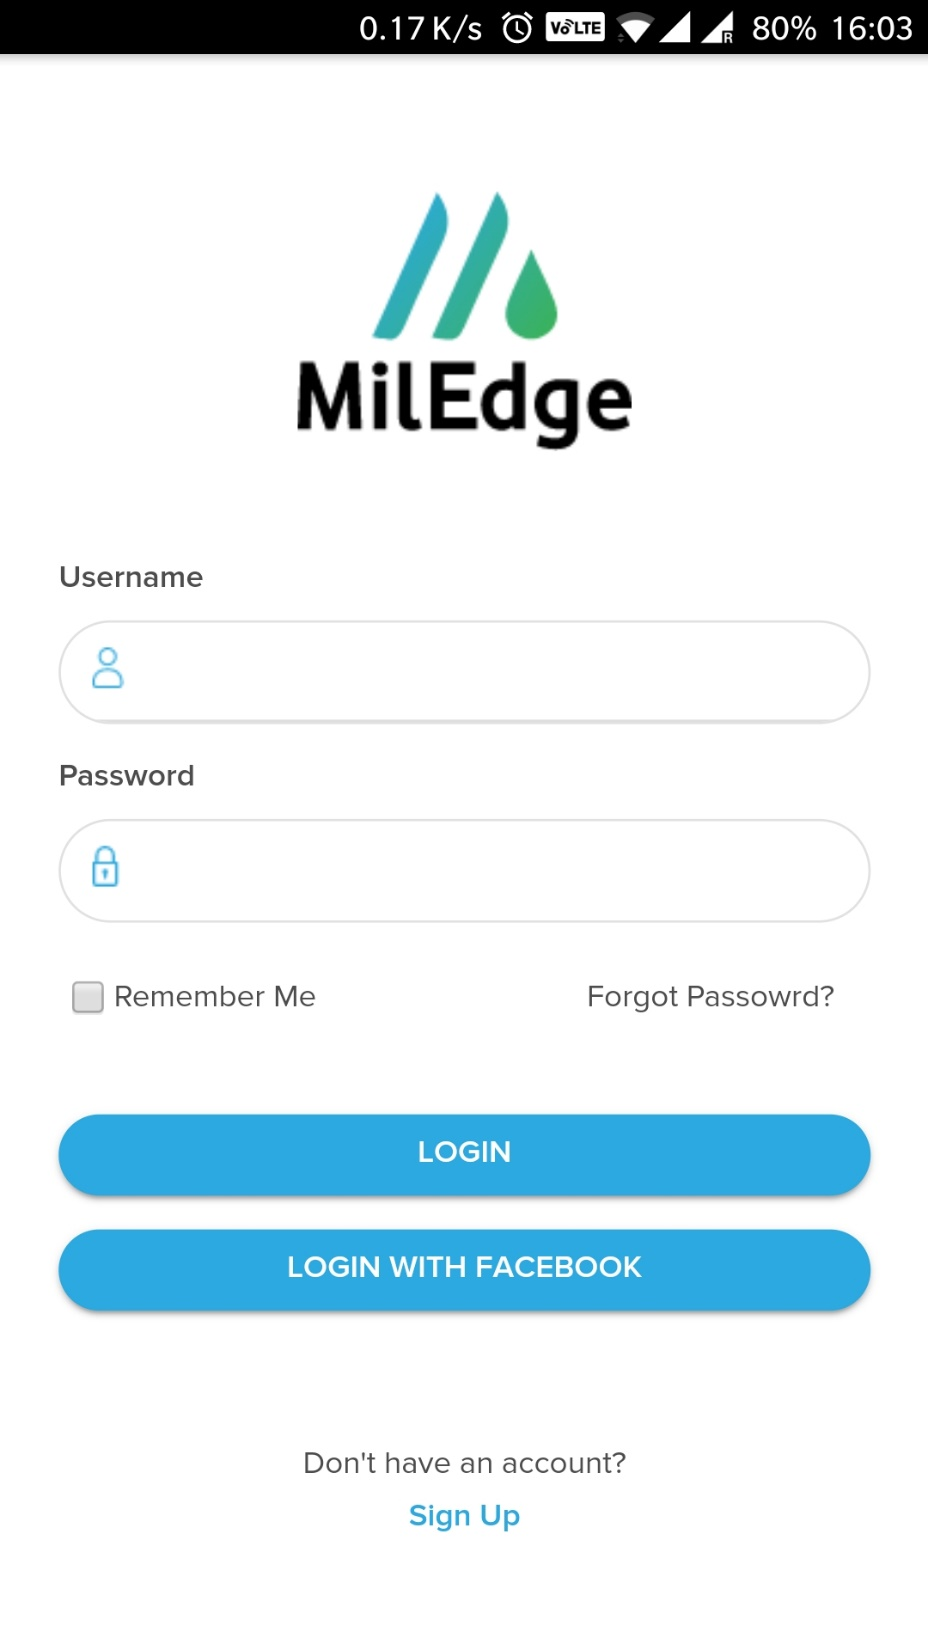 0.17 K/s VoLTE R 80% 16:03
MilEdge
Username
Password
Remember Me Forgot Passowrd?
LOGIN
LOGIN WITH FACEBOOK
Don't have an account?
Sign Up